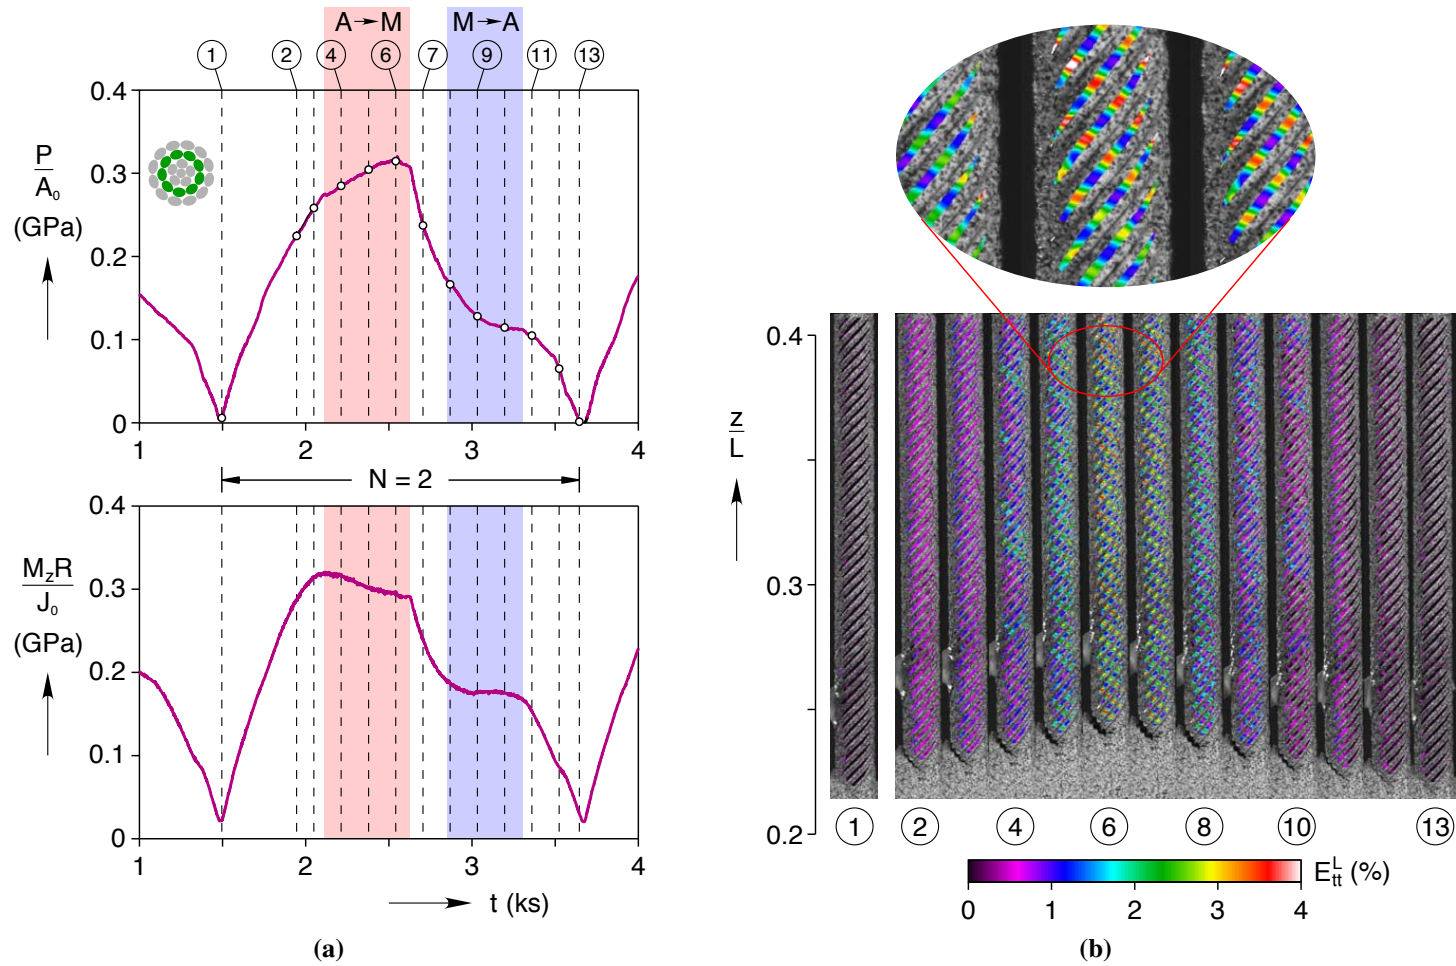 A → M
M → A
1 2 4 6 7 9 11 13
P
A0
(GPa)
0.4
0.3
0.2
0.1
0
1 2 3 4
N = 2
MzR
J0
(GPa)
0.4
0.3
0.2
0.1
0
1 2 3 4
t (ks)
(a)
z
L
0.4
0.3
0.2
1 2 4 6 8 10 13
0 1 2 3 4
E^L_tt (%)
(b)